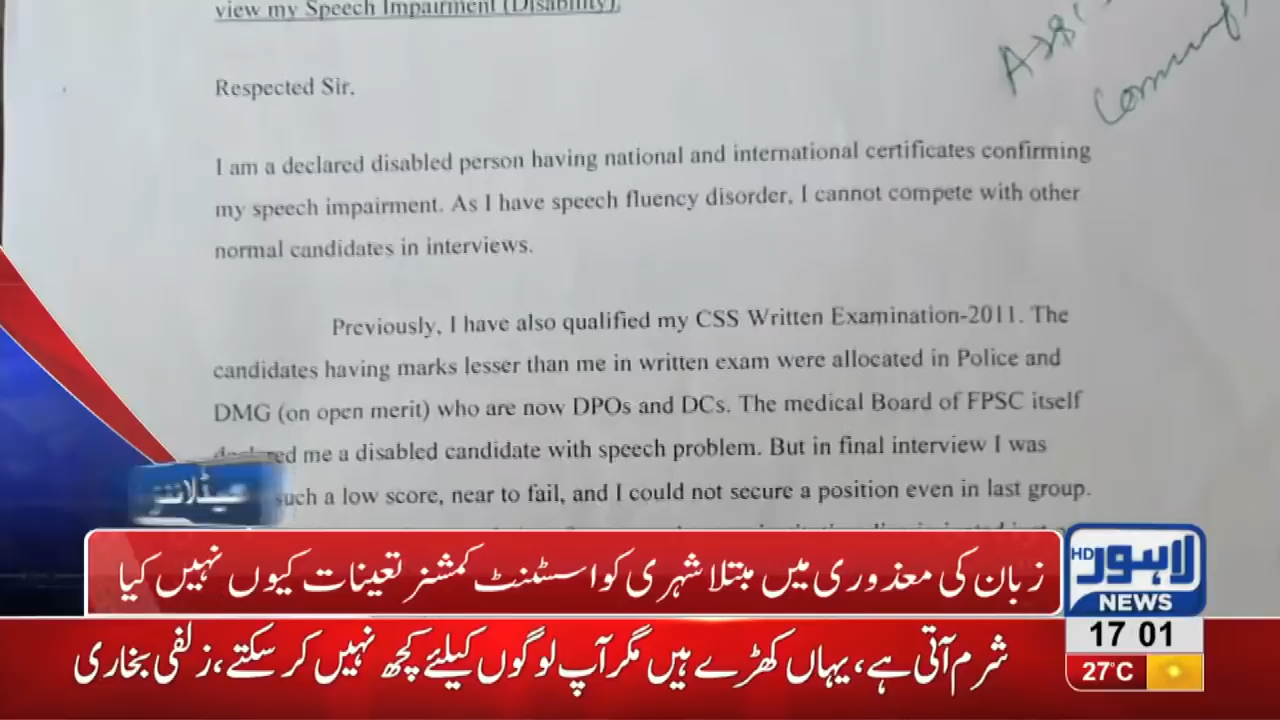 view my Speech Impairment (Disability).
Respected Sir.
I am a declared disabled person having national and international certificates confirming
my speech impairment. As I have speech fluency disorder, I cannot compete with other
normal candidates in interviews.
Previously, I have also qualified my CSS Written Examination-2011. The
candidates having marks lesser than me in written exam were allocated in Police and
DMG (on open merit) who are now DPOs and DCs. The medical Board of FPSC itself
me a disabled candidate with speech problem. But in final interview I was
such a low score, near to fail, and I could not secure a position even in last group.
ہیڈلائنز
زبان کی معذوری میں مبتلا شہری کو اسسٹنٹ کمشنر تعینات کیوں نہیں کیا
HD لاہور
NEWS
17 01
27°C
شرم آتی ہے، یہاں کھڑے ہیں مگر آپ لوگوں کیلئے کچھ نہیں کر سکتے، زلفی بخاری